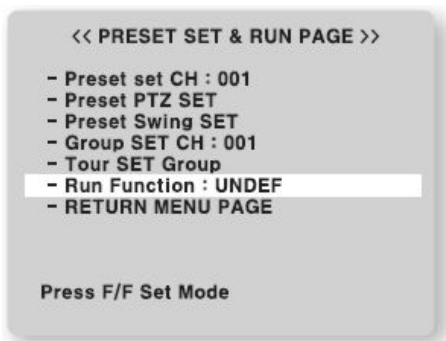 << PRESET SET & RUN PAGE >>
- Preset set CH : 001
- Preset PTZ SET
- Preset Swing SET
- Group SET CH : 001
- Tour SET Group
- Run Function : UNDEF
- RETURN MENU PAGE
Press F/F Set Mode